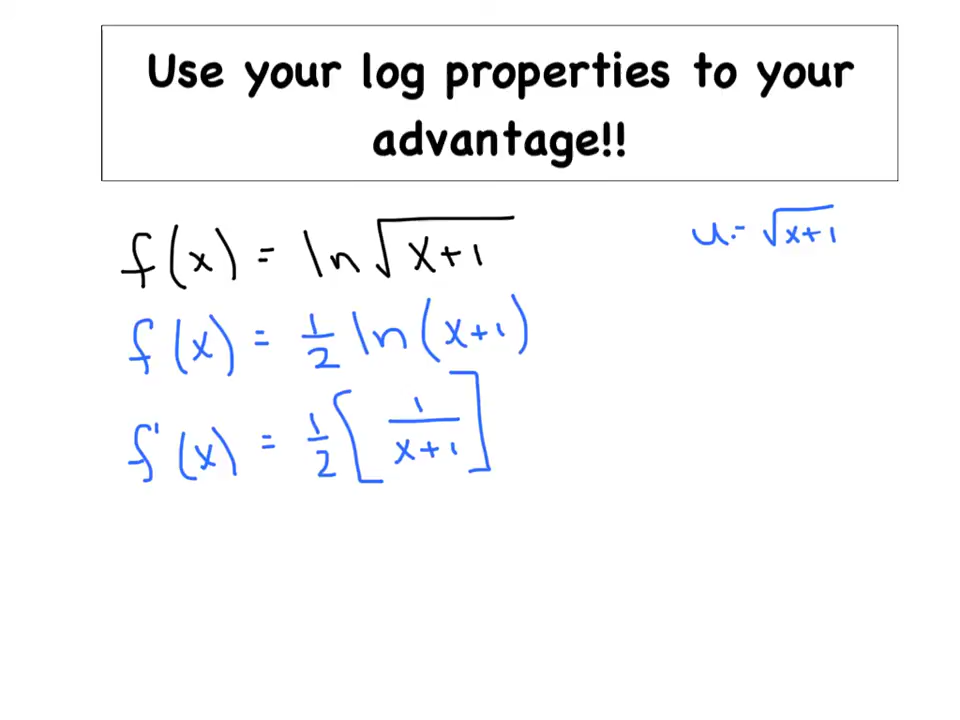 Use your log properties to your
advantage!!
f(x) = ln√(x+1)
u = √(x+1)
f(x) = 1/2 ln(x+1)
f'(x) = 1/2 [1/(x+1)]